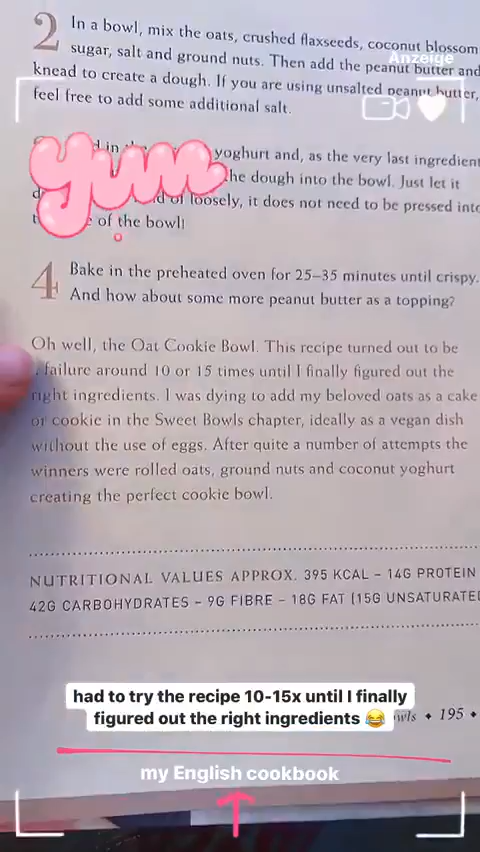 2
In a bowl, mix the oats, crushed flaxseeds, coconut blossom
sugar, salt and ground nuts. Then add the peanut butter and
Anzeige
knead to create a dough. If you are using unsalted peanut butter,
feel free to add some additional salt.
yoghurt and, as the very last ingredient
yum
the dough into the bowl. Just let it
loosely, it does not need to be pressed into
of the bowl!
4
Bake in the preheated oven for 25–35 minutes until crispy.
And how about some more peanut butter as a topping?
Oh well, the Oat Cookie Bowl. This recipe turned out to be
failure around 10 or 15 times until I finally figured out the
right ingredients. I was dying to add my beloved oats as a cake
or cookie in the Sweet Bowls chapter, ideally as a vegan dish
without the use of eggs. After quite a number of attempts the
winners were rolled oats, ground nuts and coconut yoghurt
creating the perfect cookie bowl.
NUTRITIONAL VALUES APPROX. 395 KCAL – 14G PROTEIN
42G CARBOHYDRATES – 9G FIBRE – 18G FAT (15G UNSATURATED
had to try the recipe 10-15x until I finally
figured out the right ingredients 😂
195
my English cookbook